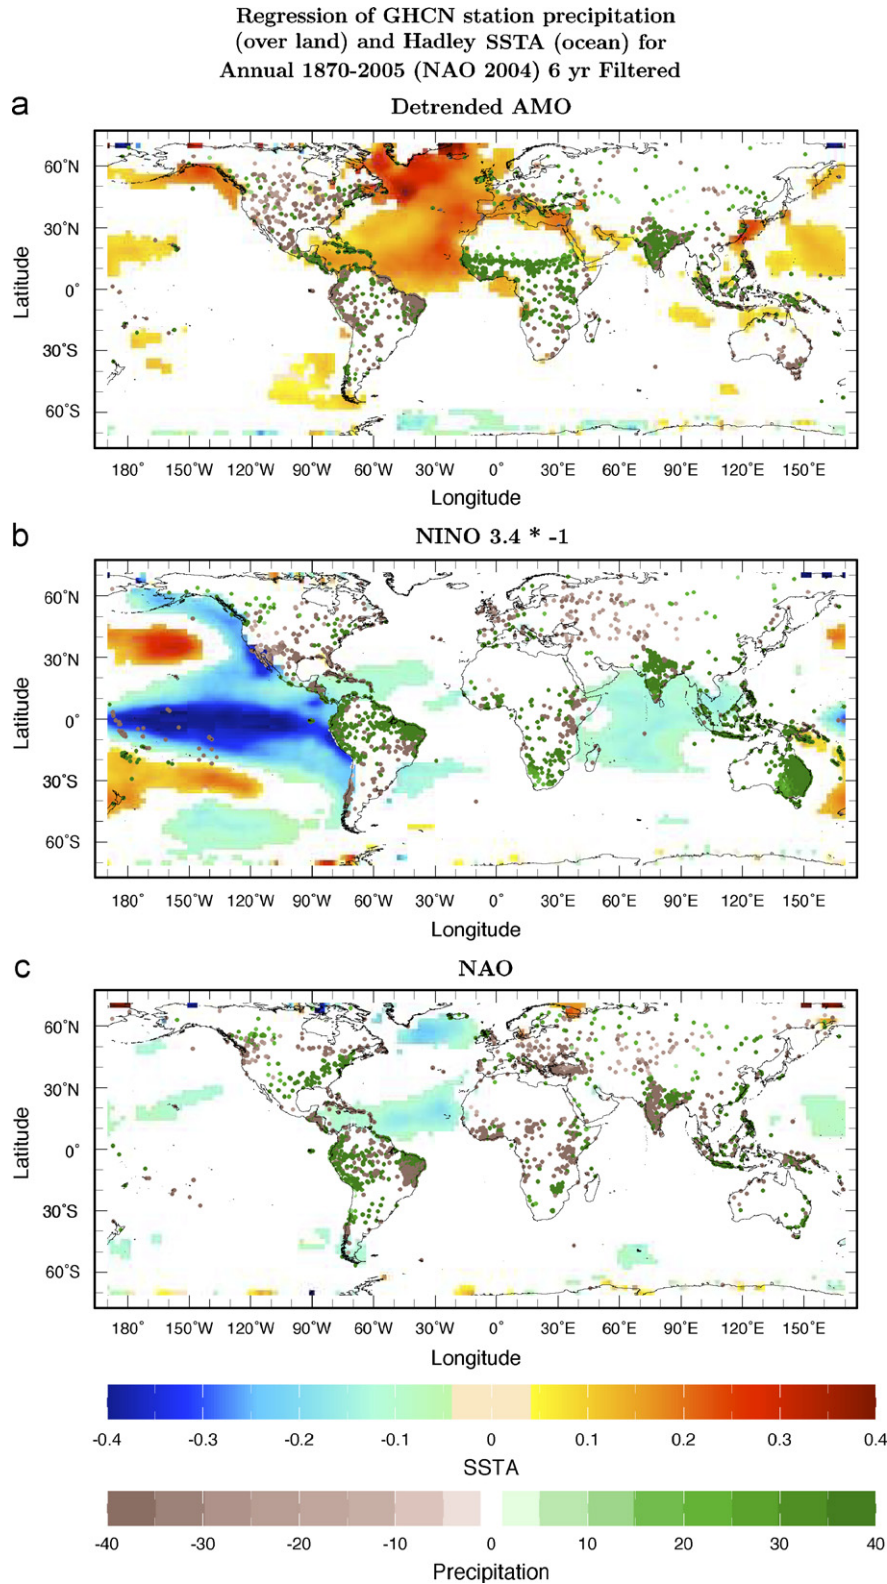 Regression of GHCN station precipitation
(over land) and Hadley SSTA (ocean) for
Annual 1870-2005 (NAO 2004) 6 yr Filtered
a
Detrended AMO
60˚N
30˚N
0˚
30˚S
60˚S
Latitude
180˚ 150˚W 120˚W 90˚W 60˚W 30˚W 0˚ 30˚E 60˚E 90˚E 120˚E 150˚E
Longitude
b
NINO 3.4 * -1
60˚N
30˚N
0˚
30˚S
60˚S
Latitude
180˚ 150˚W 120˚W 90˚W 60˚W 30˚W 0˚ 30˚E 60˚E 90˚E 120˚E 150˚E
Longitude
c
NAO
60˚N
30˚N
0˚
30˚S
60˚S
Latitude
180˚ 150˚W 120˚W 90˚W 60˚W 30˚W 0˚ 30˚E 60˚E 90˚E 120˚E 150˚E
Longitude
-0.4 -0.3 -0.2 -0.1 0 0.1 0.2 0.3 0.4
SSTA
-40 -30 -20 -10 0 10 20 30 40
Precipitation